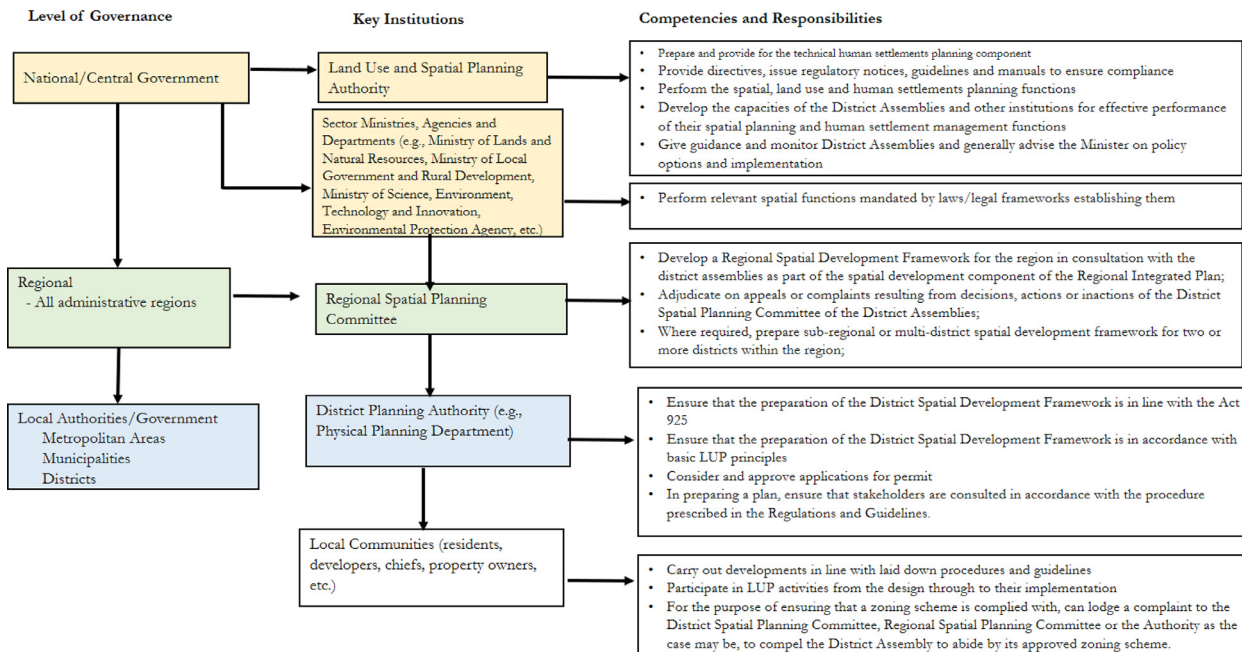 Level of Governance
Key Institutions
Competencies and Responsibilities
National/Central Government
Land Use and Spatial Planning
Authority
• Prepare and provide for the technical human settlements planning component
• Provide directives, issue regulatory notices, guidelines and manuals to ensure compliance
• Perform the spatial, land use and human settlements planning functions
• Develop the capacities of the District Assemblies and other institutions for effective performance
of their spatial planning and human settlement management functions
• Give guidance and monitor District Assemblies and generally advise the Minister on policy
options and implementation
Sector Ministries, Agencies and
Departments (e.g., Ministry of Lands and
Natural Resources, Ministry of Local
Government and Rural Development,
Ministry of Science, Environment,
Technology and Innovation,
Environmental Protection Agency, etc.)
• Perform relevant spatial functions mandated by laws/legal frameworks establishing them
Regional
- All administrative regions
Regional Spatial Planning
Committee
• Develop a Regional Spatial Development Framework for the region in consultation with the
district assemblies as part of the spatial development component of the Regional Integrated Plan;
• Adjudicate on appeals or complaints resulting from decisions, actions or inactions of the District
Spatial Planning Committee of the District Assemblies;
• Where required, prepare sub-regional or multi-district spatial development framework for two or
more districts within the region;
Local Authorities/Government
Metropolitan Areas
Municipalities
Districts
District Planning Authority (e.g.,
Physical Planning Department)
• Ensure that the preparation of the District Spatial Development Framework is in line with the Act
925
• Ensure that the preparation of the District Spatial Development Framework is in accordance with
basic LUP principles
• Consider and approve applications for permit
• In preparing a plan, ensure that stakeholders are consulted in accordance with the procedure
prescribed in the Regulations and Guidelines.
Local Communities (residents,
developers, chiefs, property owners,
etc.)
• Carry out developments in line with laid down procedures and guidelines
• Participate in LUP activities from the design through to their implementation
• For the purpose of ensuring that a zoning scheme is complied with, can lodge a complaint to the
District Spatial Planning Committee, Regional Spatial Planning Committee or the Authority as the
case may be, to compel the District Assembly to abide by its approved zoning scheme.